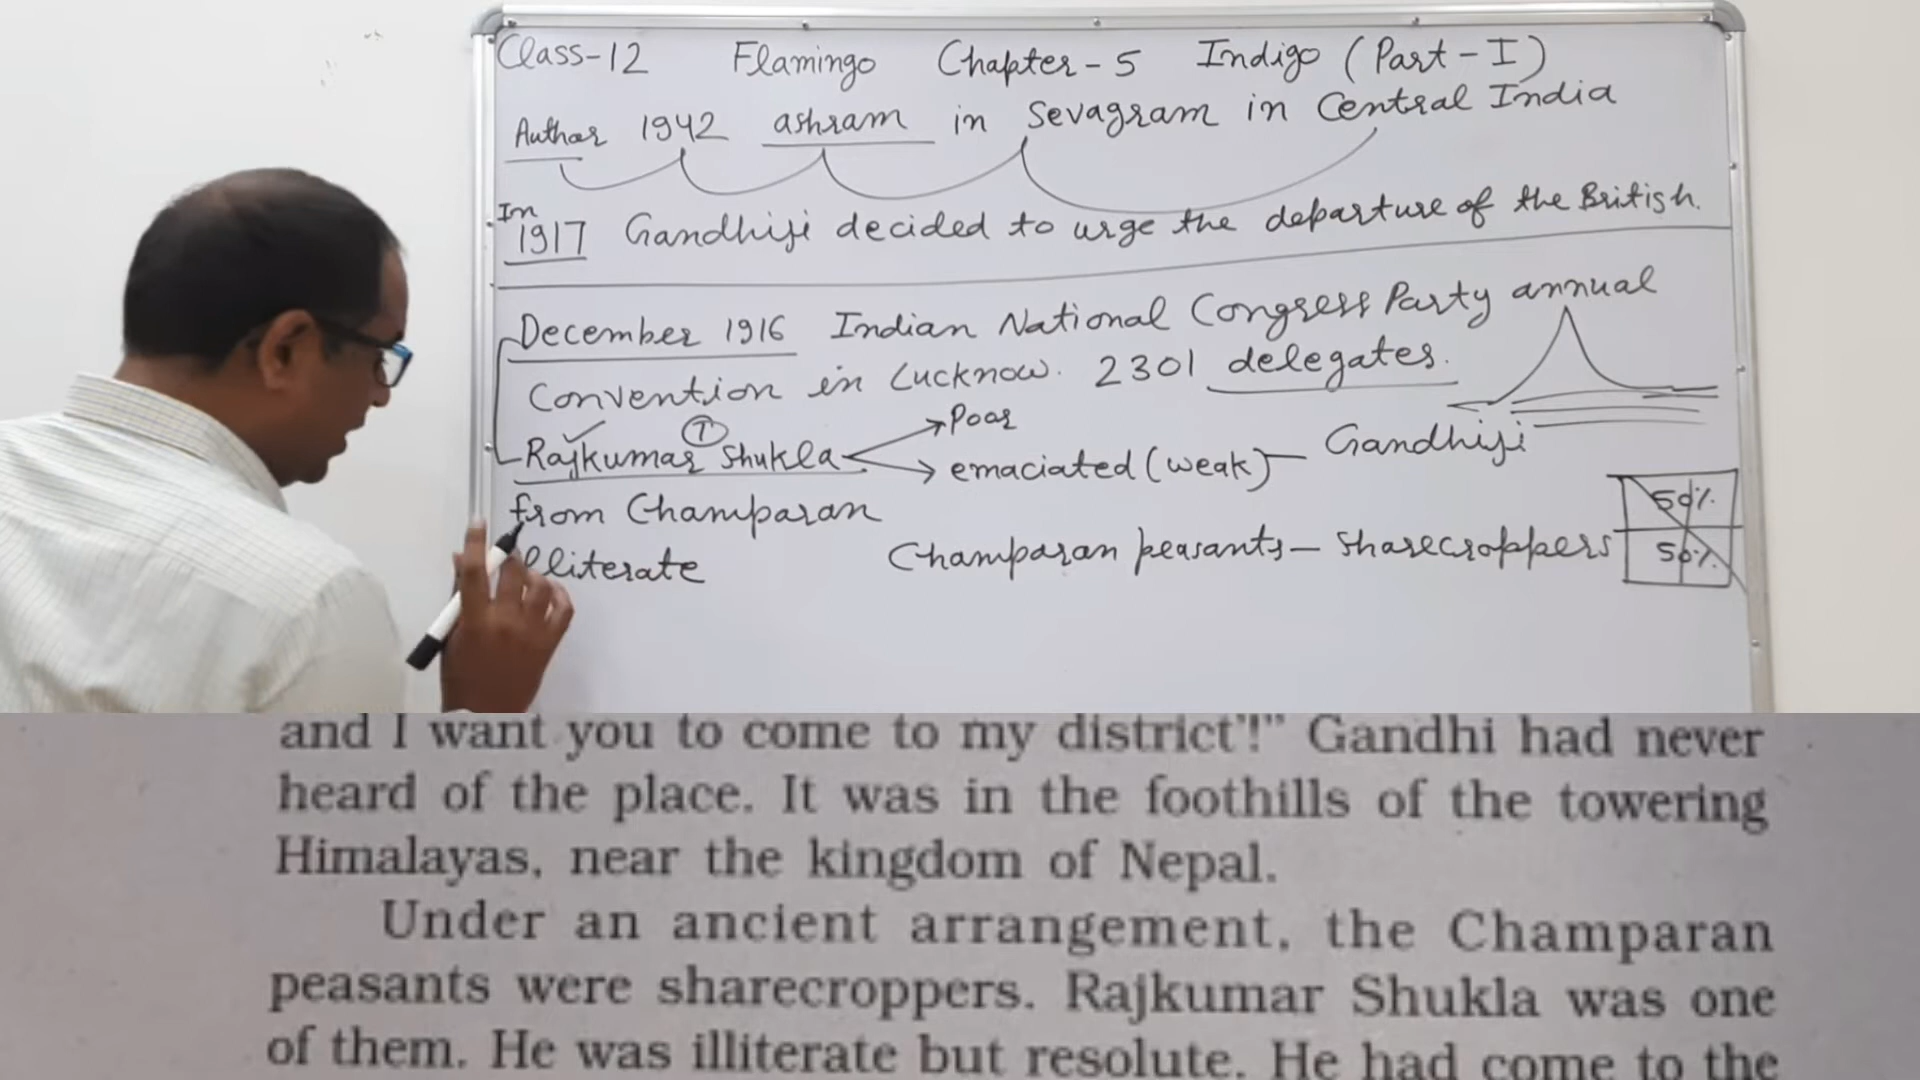 Class-12 Flamingo Chapter-5 Indigo (Part-I)
Author 1942 ashram in Sevagram in Central India
In 1917 Gandhiji decided to urge the departure of the British.
December 1916 Indian National Congress Party annual
Convention in Lucknow. 2301 delegates.
Poor
Rajkumar Shukla emaciated (weak) — Gandhiji
from Champaran
lliterate
Champaran peasants — sharecroppers
50%
50%
and I want you to come to my district'!" Gandhi had never
heard of the place. It was in the foothills of the towering
Himalayas, near the kingdom of Nepal.
Under an ancient arrangement, the Champaran
peasants were sharecroppers. Rajkumar Shukla was one
of them. He was illiterate but resolute. He had come to the